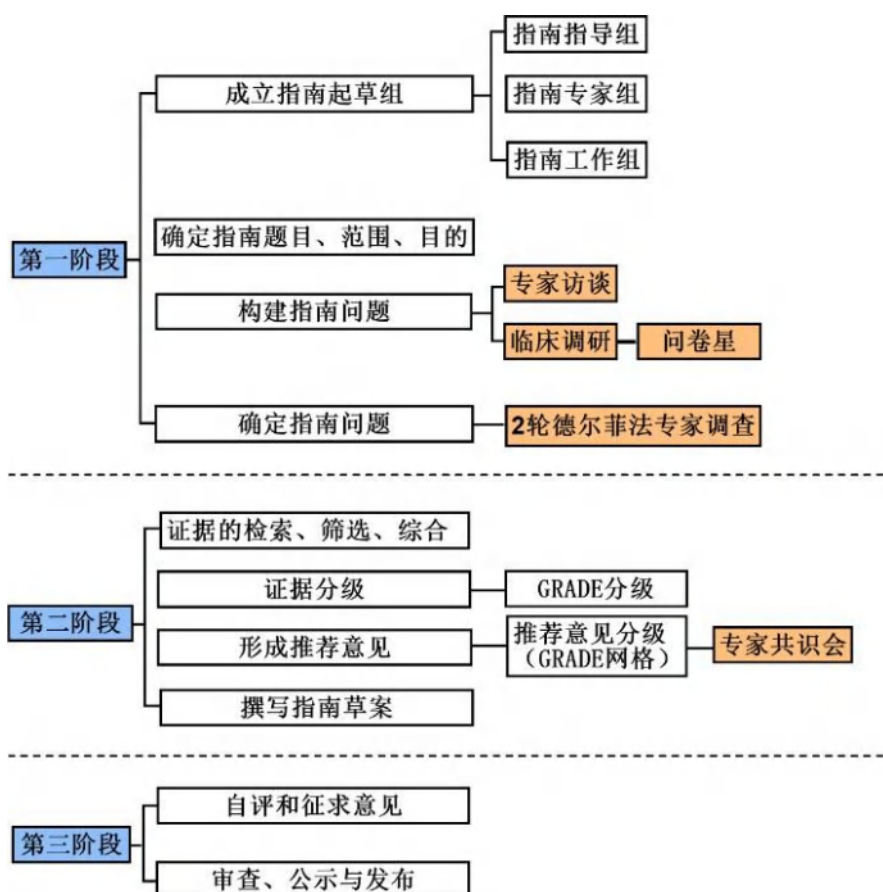 指南指导组
成立指南起草组
指南专家组
指南工作组
第一阶段
确定指南题目、范围、目的
构建指南问题
专家访谈
临床调研
问卷星
确定指南问题
2轮德尔菲法专家调查
第二阶段
证据的检索、筛选、综合
证据分级
GRADE分级
形成推荐意见
推荐意见分级
（GRADE网格）
专家共识会
撰写指南草案
第三阶段
自评和征求意见
审查、公示与发布